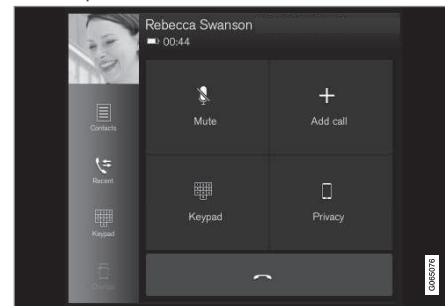 Rebecca Swanson
00:44
Contacts
Recent
Keypad
Mute
Add call
Keypad
Privacy
G065076